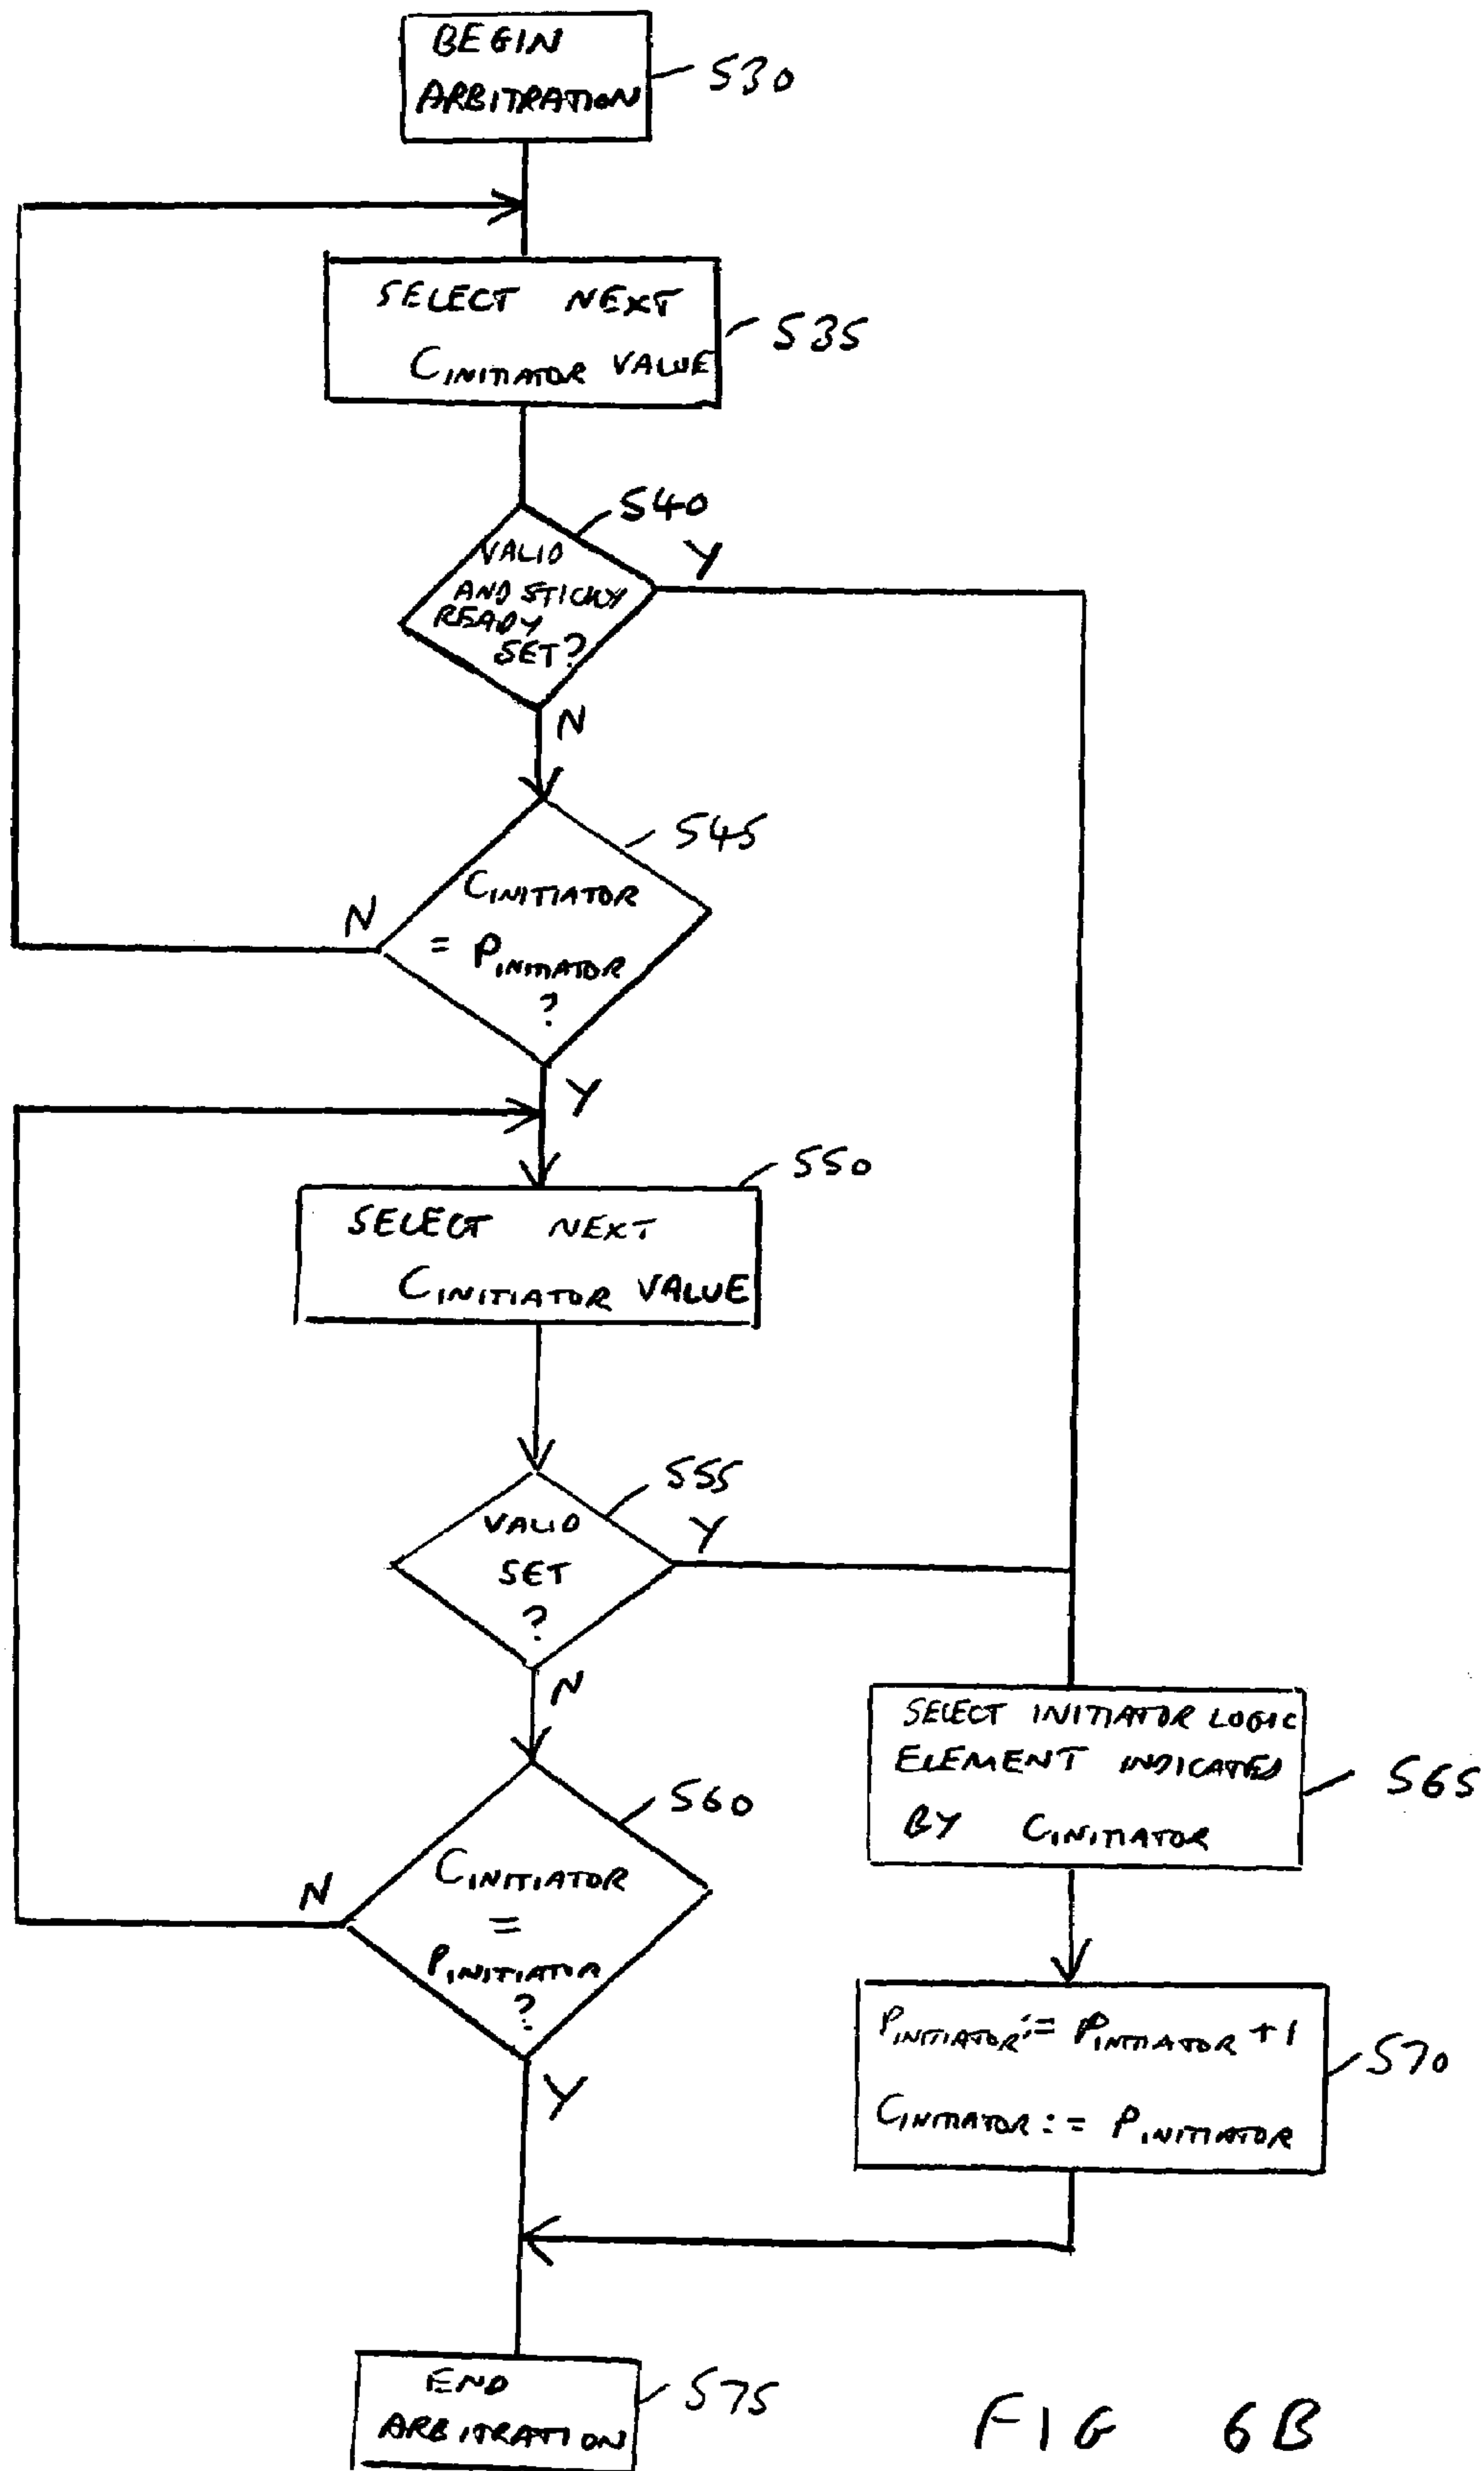 BEGIN
ARBITRATION
530
SELECT NEXT
CINITIATOR VALUE
535
540
VALID
AND STICKY
READY
SET?
Y
N
545
CINITIATOR
= PINITIATOR
?
N
Y
550
SELECT NEXT
CINITIATOR VALUE
555
VALID
SET
?
Y
N
560
CINITIATOR
=
PINITIATOR
?
N
Y
SELECT INITIATOR LOGIC
ELEMENT INDICATED
BY CINITIATOR
565
PINITIATOR := PINITIATOR +1
CINITIATOR := PINITIATOR
570
END
ARBITRATION
575
FIG 6B